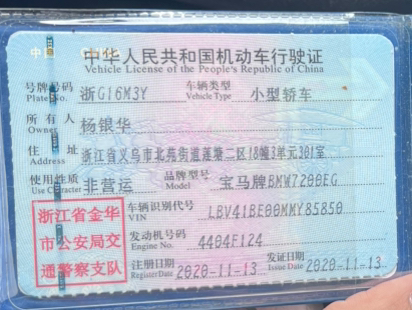 中华人民共和国机动车行驶证
Vehicle License of the People's Republic of China
号牌号码 浙G16M3Y 车辆类型 小型轿车
Plate No. Vehicle Type
所有人 杨银华
Owner
住址 浙江省义乌市北苑街道莲塘二区18幢3单元301室
Address
使用性质 非营运 品牌型号 宝马牌BMW7200EG
Use Character Model
浙江省金华
市公安局交
通警察支队
车辆识别代号 LBV41BE00MMY85850
VIN
发动机号码 4404F124
Engine No.
注册日期 2020-11-13 发证日期 2020-11-13
Register Date Issue Date